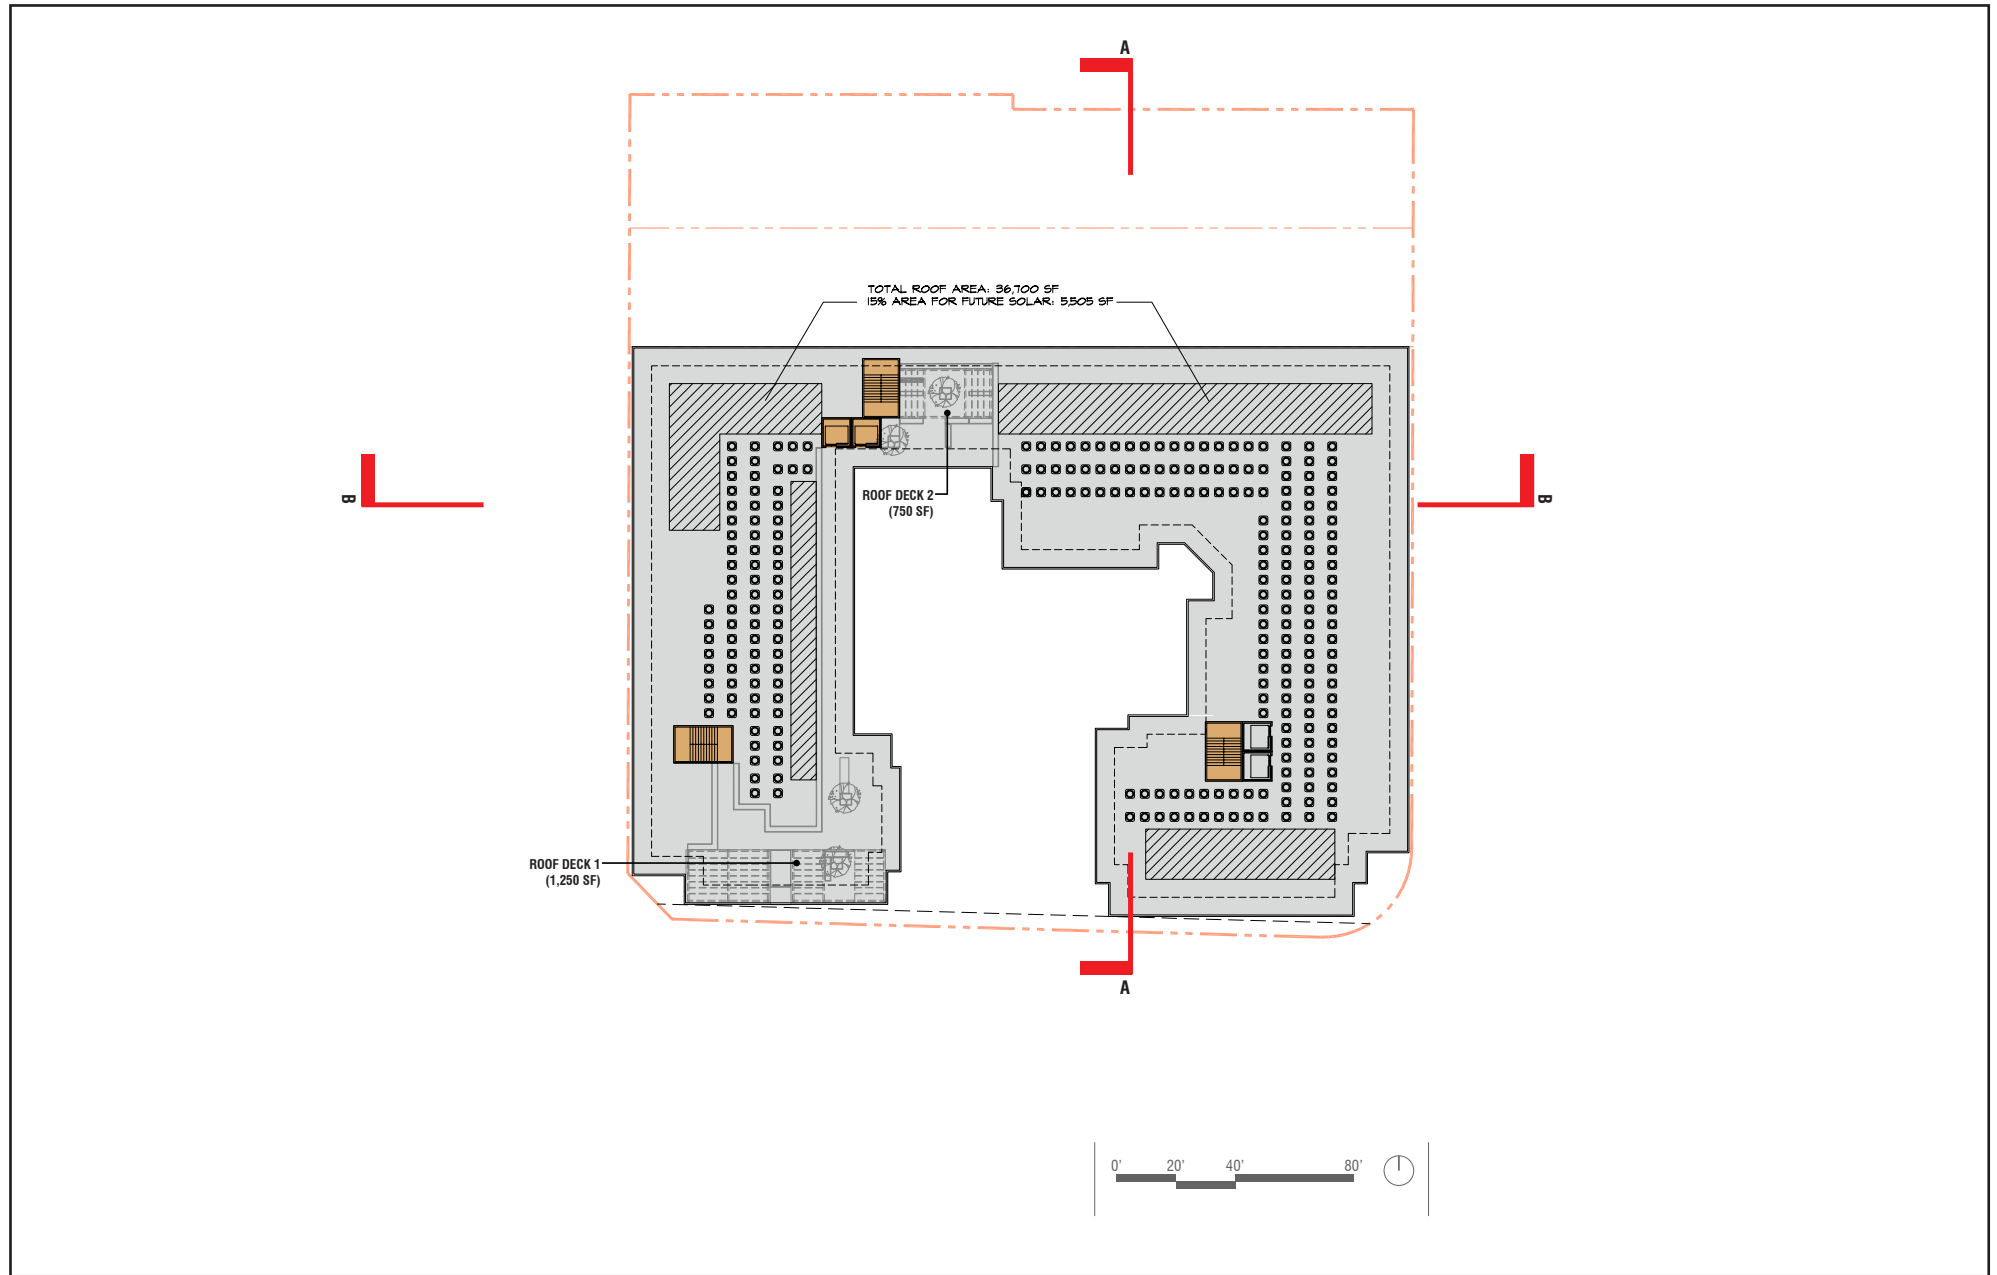 A
TOTAL ROOF AREA: 36,700 SF
15% AREA FOR FUTURE SOLAR: 5,505 SF
B
B
ROOF DECK 2
(750 SF)
ROOF DECK 1
(1,250 SF)
A
0' 20' 40' 80'